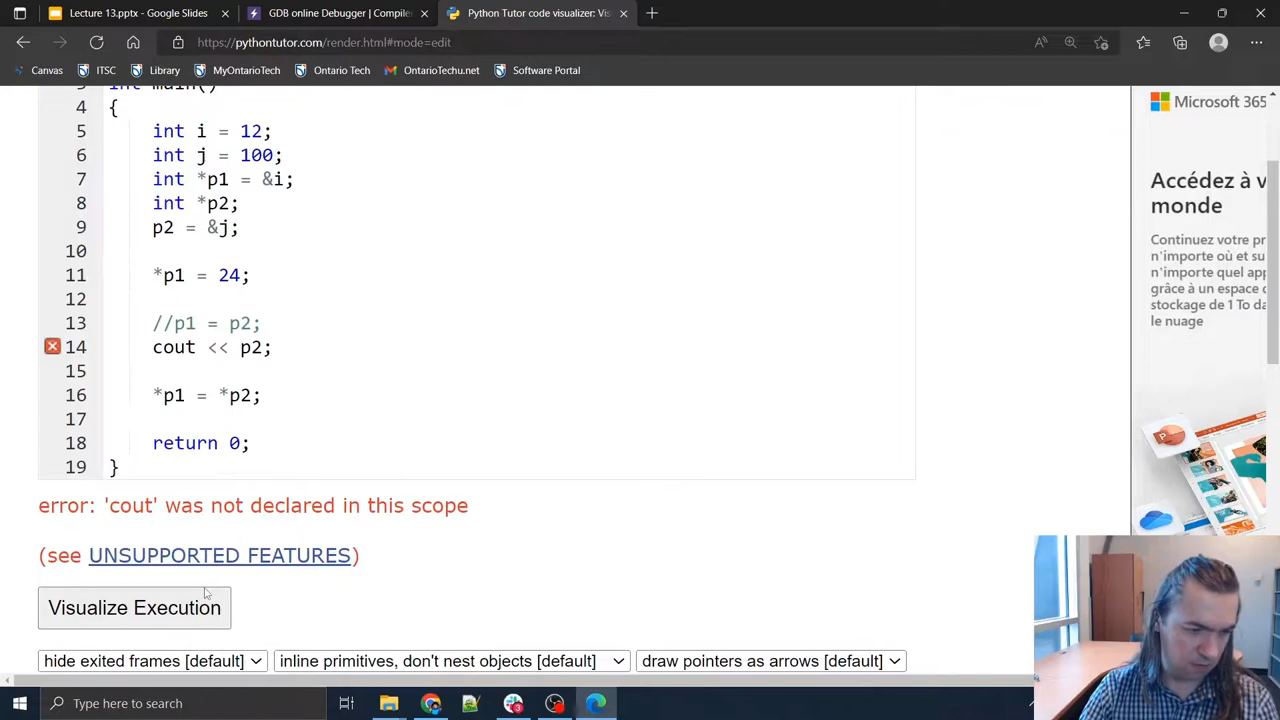 Lecture 13.pptx - Google Slides
GDB online Debugger | Compiler
Python Tutor code visualizer: Vis
https://pythontutor.com/render.html#mode=edit
Canvas ITSC Library MyOntarioTech Ontario Tech OntarioTechu.net Software Portal
3 int main()
4 {
5 int i = 12;
6 int j = 100;
7 int *p1 = &i;
8 int *p2;
9 p2 = &j;
10
11 *p1 = 24;
12
13 //p1 = p2;
14 cout << p2;
15
16 *p1 = *p2;
17
18 return 0;
19 }
error: 'cout' was not declared in this scope
(see UNSUPPORTED FEATURES)
Visualize Execution
hide exited frames [default] inline primitives, don't nest objects [default] draw pointers as arrows [default]
Microsoft 365
Accédez à v
monde
Continuez votre pr
n'importe où et su
n'importe quel app
grâce à un espace d
stockage de 1 To da
le nuage
Type here to search